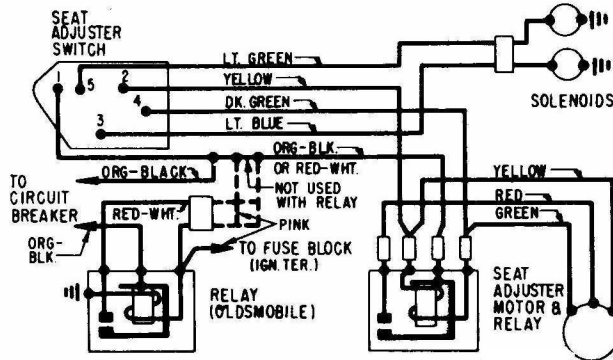 SEAT
ADJUSTER
SWITCH
1
5
2
4
3
LT. GREEN
YELLOW
DK. GREEN
LT. BLUE
SOLENOIDS
ORG-BLK.
OR RED-WHT.
NOT USED
WITH RELAY
ORG-BLACK
TO
CIRCUIT
BREAKER
RED-WHT.
ORG-
BLK
PINK
TO FUSE BLOCK
(IGN. TER.)
YELLOW
RED
GREEN
RELAY
(OLDSMOBILE)
SEAT
ADJUSTER
MOTOR &
RELAY